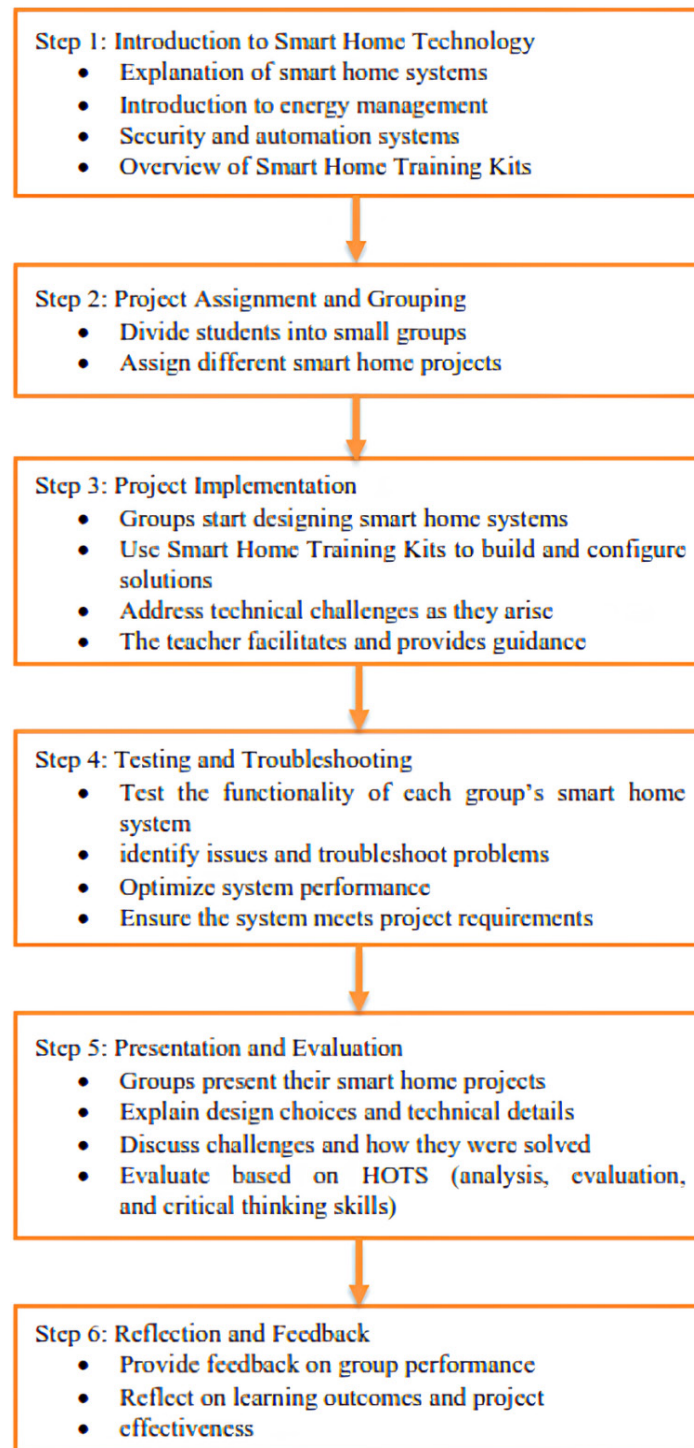 Step 1: Introduction to Smart Home Technology
• Explanation of smart home systems
• Introduction to energy management
• Security and automation systems
• Overview of Smart Home Training Kits
Step 2: Project Assignment and Grouping
• Divide students into small groups
• Assign different smart home projects
Step 3: Project Implementation
• Groups start designing smart home systems
• Use Smart Home Training Kits to build and configure
solutions
• Address technical challenges as they arise
• The teacher facilitates and provides guidance
Step 4: Testing and Troubleshooting
• Test the functionality of each group's smart home
system
• identify issues and troubleshoot problems
• Optimize system performance
• Ensure the system meets project requirements
Step 5: Presentation and Evaluation
• Groups present their smart home projects
• Explain design choices and technical details
• Discuss challenges and how they were solved
• Evaluate based on HOTS (analysis, evaluation,
and critical thinking skills)
Step 6: Reflection and Feedback
• Provide feedback on group performance
• Reflect on learning outcomes and project
• effectiveness